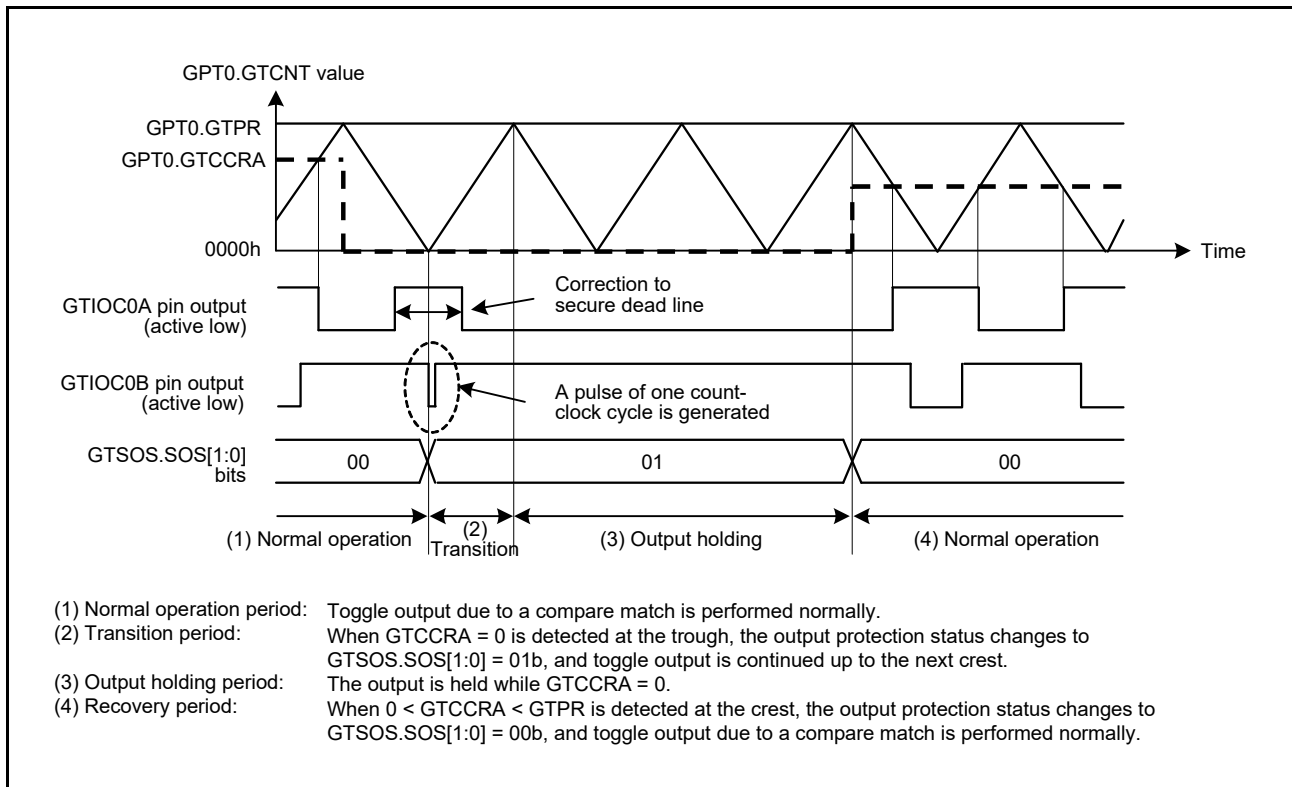 GPT0.GTCNT value
GPT0.GTPR
GPT0.GTCCRA
0000h
Time
GTIOC0A pin output
(active low)
Correction to
secure dead line
GTIOC0B pin output
(active low)
A pulse of one count-
clock cycle is generated
GTSOS.SOS[1:0]
bits
00
01
00
(1) Normal operation
(2)
Transition
(3) Output holding
(4) Normal operation
(1) Normal operation period: Toggle output due to a compare match is performed normally.
(2) Transition period: When GTCCRA = 0 is detected at the trough, the output protection status changes to
GTSOS.SOS[1:0] = 01b, and toggle output is continued up to the next crest.
(3) Output holding period: The output is held while GTCCRA = 0.
(4) Recovery period: When 0 < GTCCRA < GTPR is detected at the crest, the output protection status changes to
GTSOS.SOS[1:0] = 00b, and toggle output due to a compare match is performed normally.